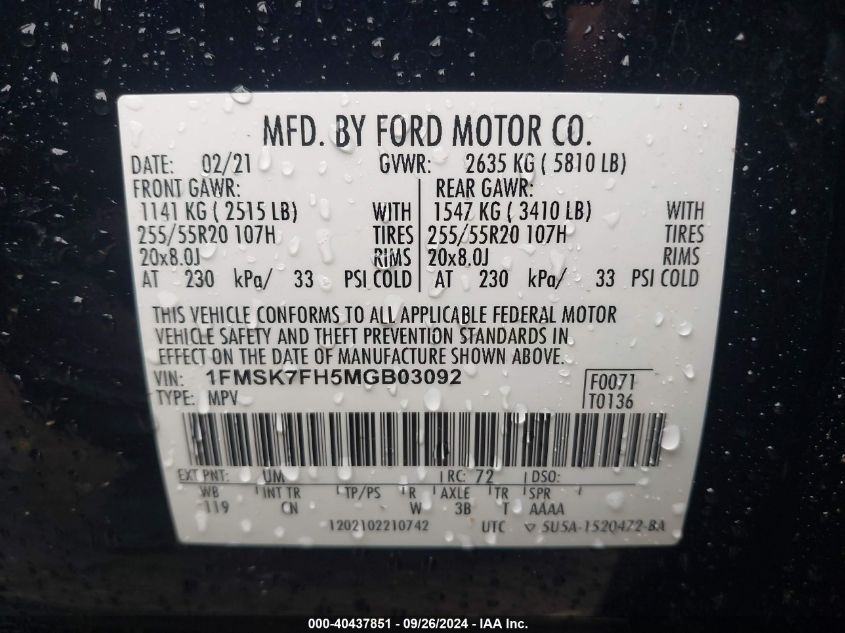 MFD. BY FORD MOTOR CO.
DATE: 02/21 GVWR: 2635 KG ( 5810 LB)
FRONT GAWR: REAR GAWR:
1141 KG ( 2515 LB) WITH 1547 KG ( 3410 LB) WITH
255/55R20 107H TIRES 255/55R20 107H TIRES
20x8.0J RIMS 20x8.0J RIMS
AT 230 kPa/ 33 PSI COLD AT 230 kPa/ 33 PSI COLD
THIS VEHICLE CONFORMS TO ALL APPLICABLE FEDERAL MOTOR
VEHICLE SAFETY AND THEFT PREVENTION STANDARDS IN
EFFECT ON THE DATE OF MANUFACTURE SHOWN ABOVE.
VIN: 1FMSK7FH5MGB03092 F0071
TYPE: MPV T0136
EXT PNT: UM RC: 72 DSO:
WB INT TR TP/PS R AXLE TR SPR
119 CN W 3B T AAAA
1202102210742 UTC ▽ 5U5A-1520472-BA
000-40437851 - 09/26/2024 - IAA Inc.